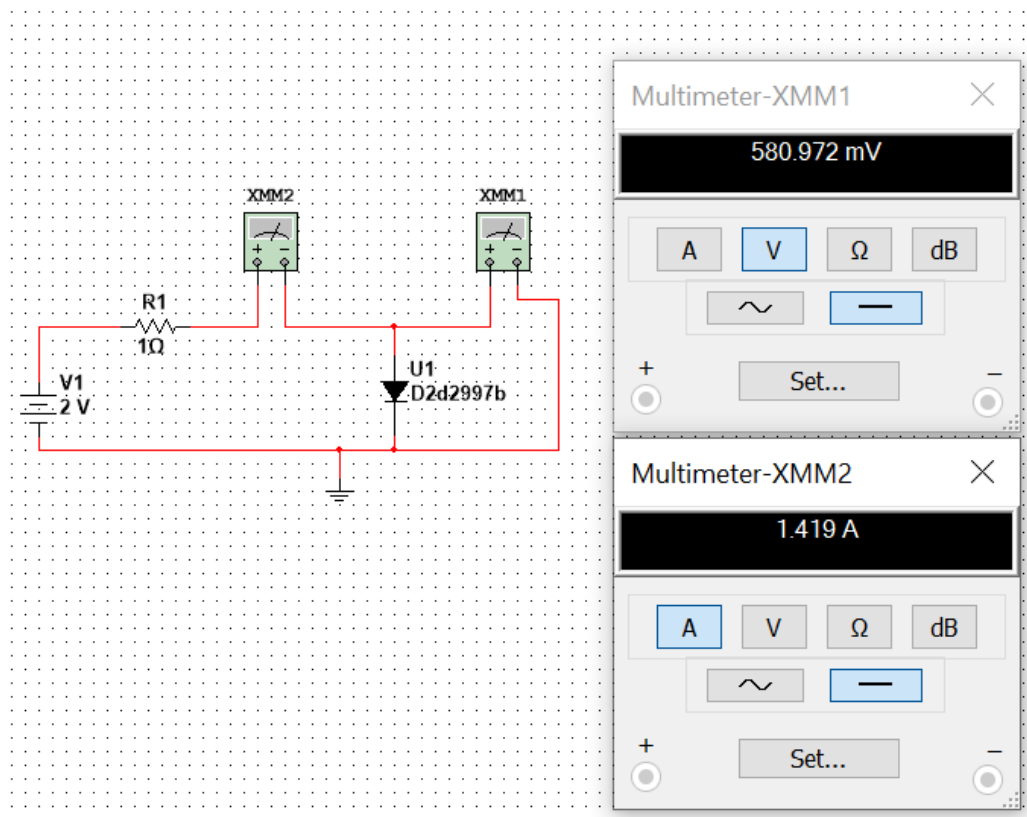 XMM2
XMM1
+ −
+ −
R1
1Ω
V1
2 V
U1
D2d2997b
Multimeter-XMM1
580.972 mV
A V Ω dB
+ −
Set...
Multimeter-XMM2
1.419 A
A V Ω dB
+ −
Set...